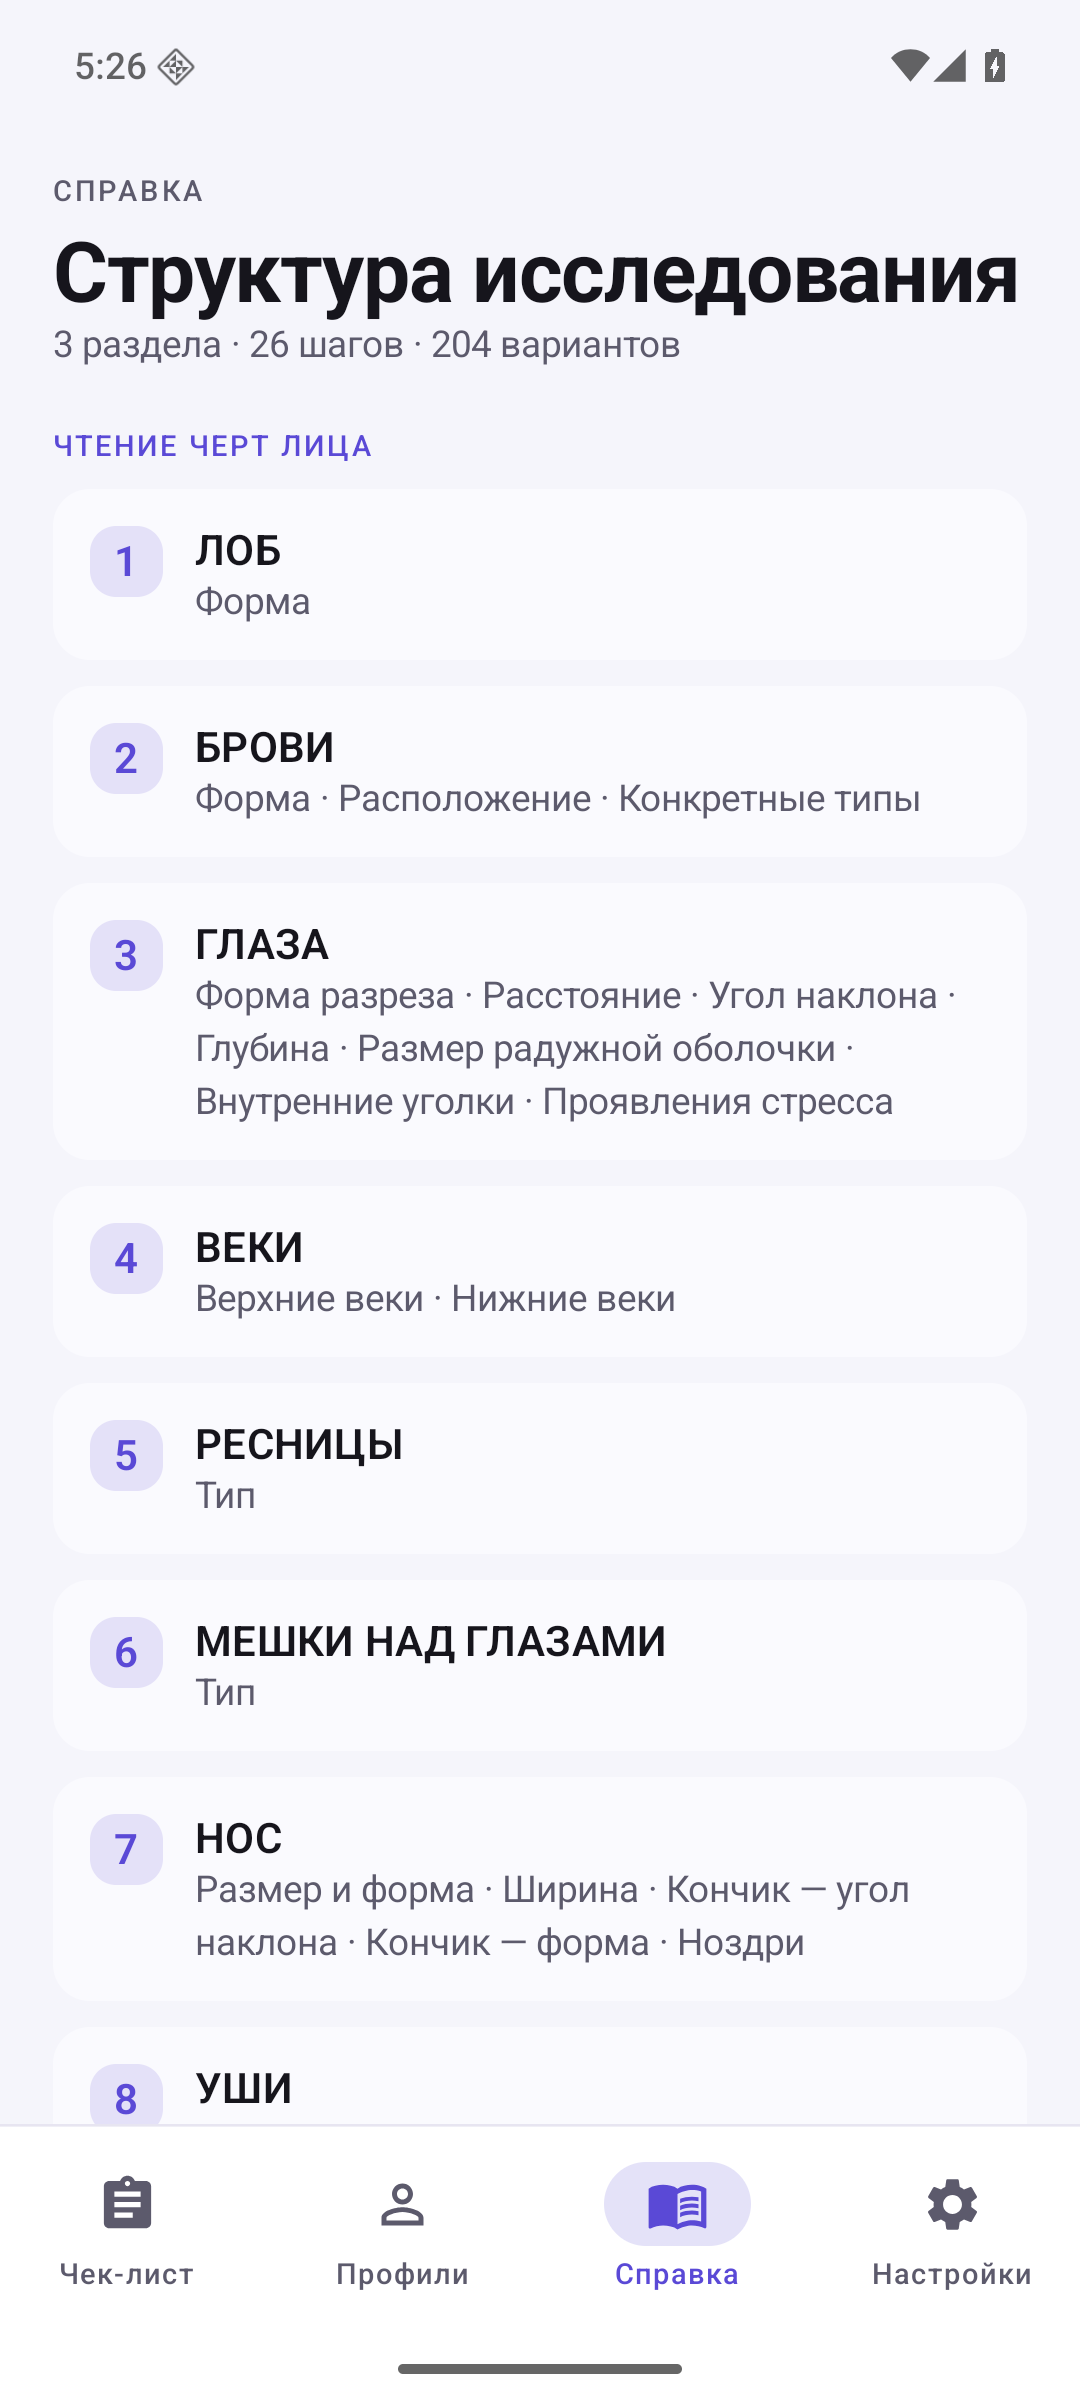 5:26
СПРАВКА
Структура исследования
3 раздела · 26 шагов · 204 вариантов
ЧТЕНИЕ ЧЕРТ ЛИЦА
1
ЛОБ
Форма
2
БРОВИ
Форма · Расположение · Конкретные типы
3
ГЛАЗА
Форма разреза · Расстояние · Угол наклона ·
Глубина · Размер радужной оболочки ·
Внутренние уголки · Проявления стресса
4
ВЕКИ
Верхние веки · Нижние веки
5
РЕСНИЦЫ
Тип
6
МЕШКИ НАД ГЛАЗАМИ
Тип
7
НОС
Размер и форма · Ширина · Кончик — угол
наклона · Кончик — форма · Ноздри
8
УШИ
Чек-лист
Профили
Справка
Настройки